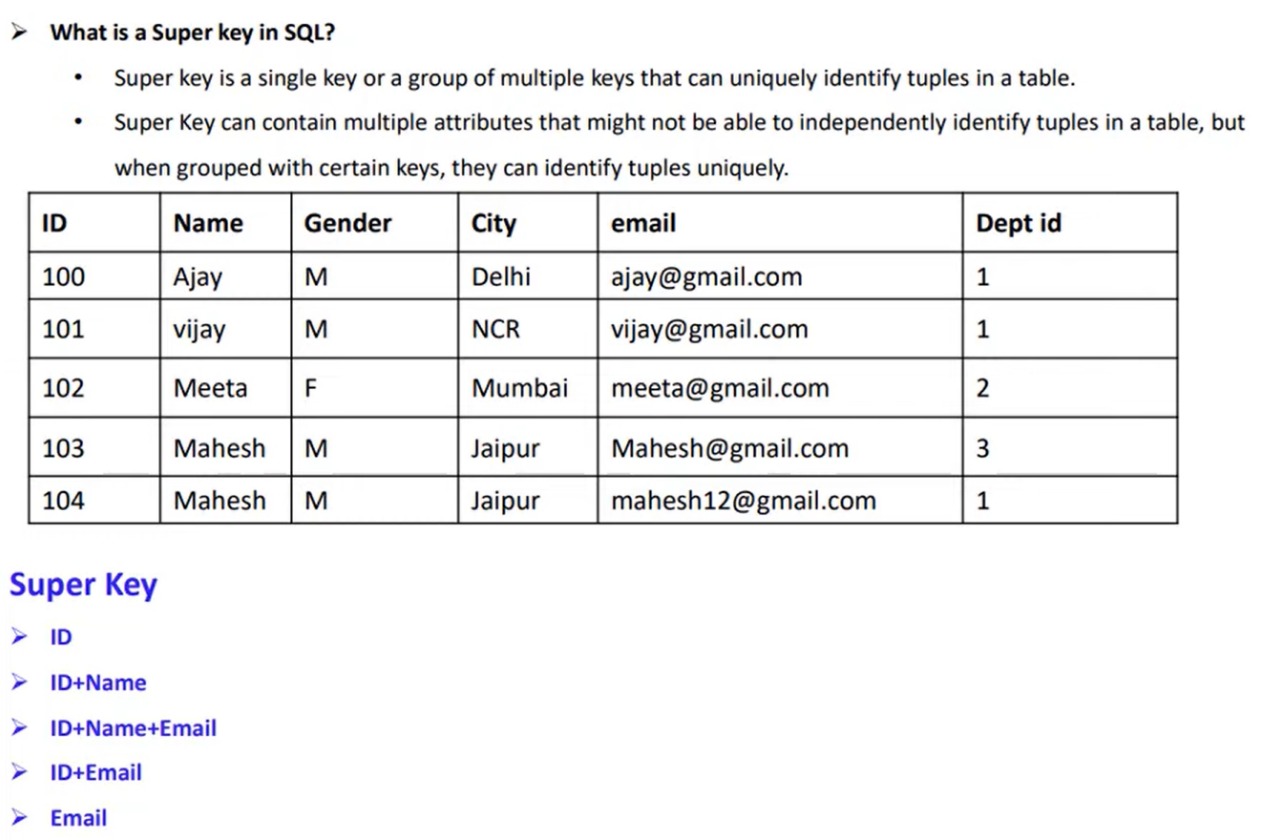 ➢ What is a Super key in SQL?
• Super key is a single key or a group of multiple keys that can uniquely identify tuples in a table.
• Super Key can contain multiple attributes that might not be able to independently identify tuples in a table, but
when grouped with certain keys, they can identify tuples uniquely.
ID Name Gender City email Dept id
100 Ajay M Delhi ajay@gmail.com 1
101 vijay M NCR vijay@gmail.com 1
102 Meeta F Mumbai meeta@gmail.com 2
103 Mahesh M Jaipur Mahesh@gmail.com 3
104 Mahesh M Jaipur mahesh12@gmail.com 1
Super Key
➢ ID
➢ ID+Name
➢ ID+Name+Email
➢ ID+Email
➢ Email